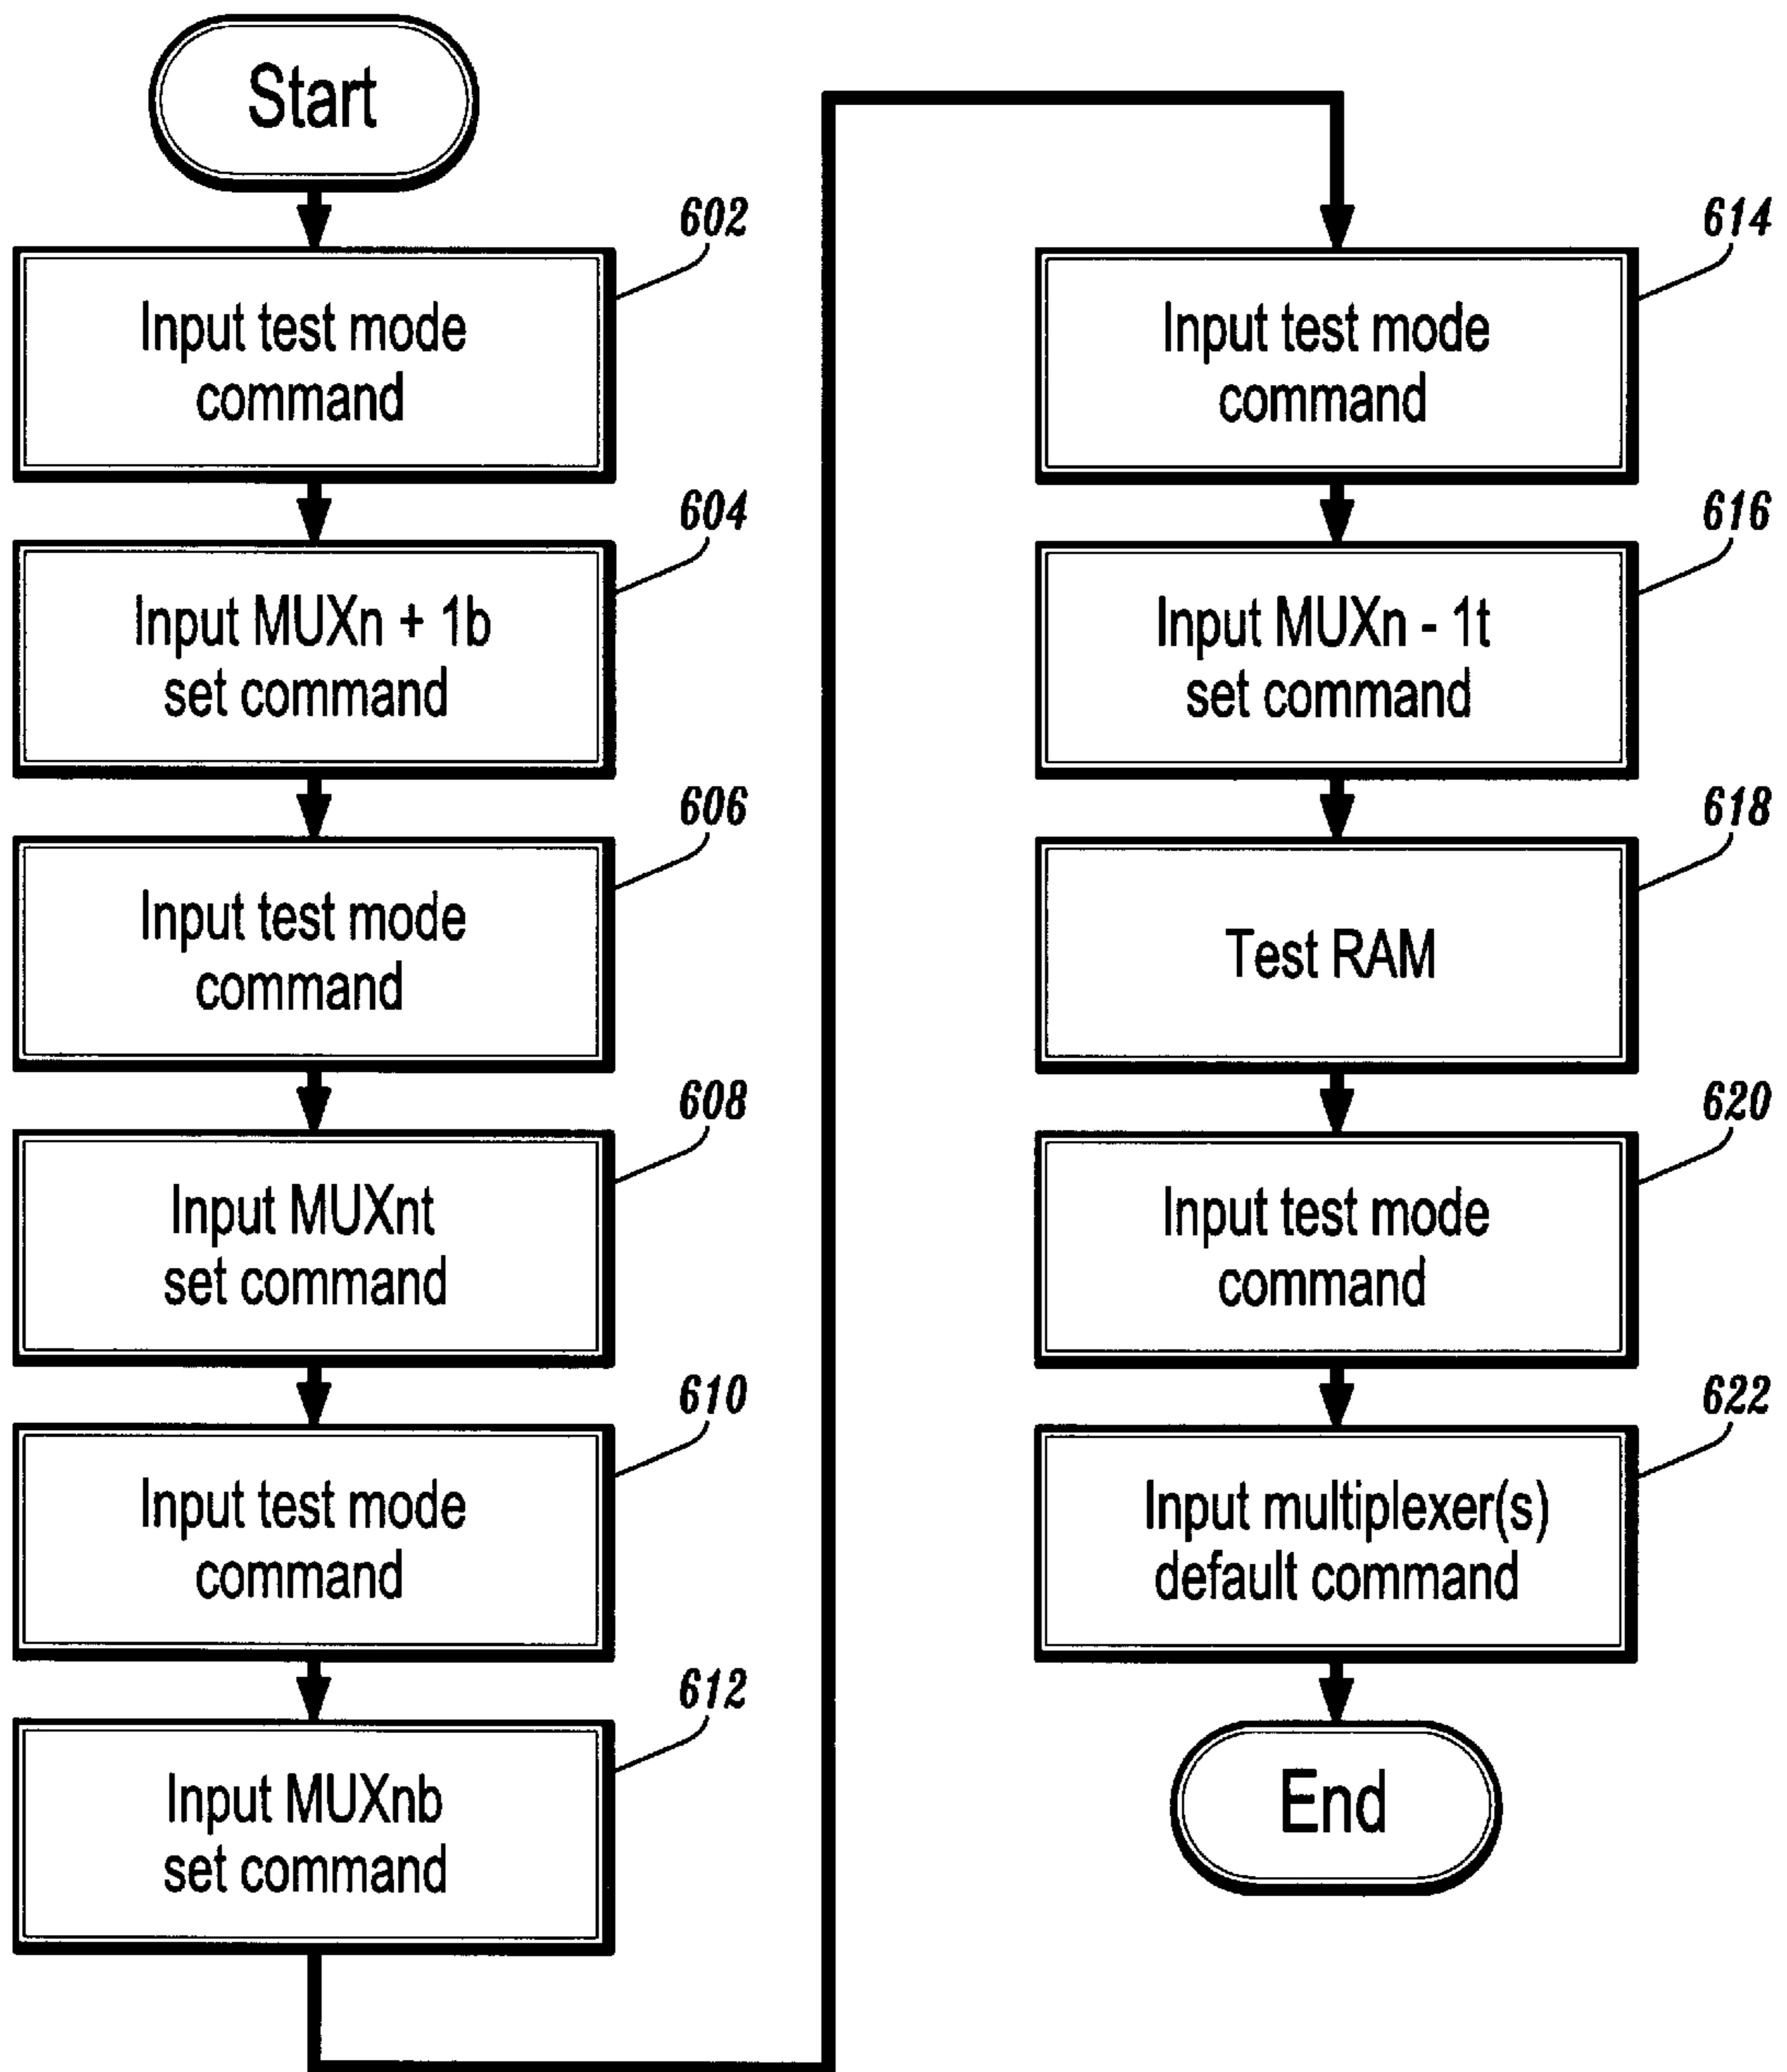 Start
602
Input test mode
command
604
Input MUXn + 1b
set command
606
Input test mode
command
608
Input MUXnt
set command
610
Input test mode
command
612
Input MUXnb
set command
614
Input test mode
command
616
Input MUXn - 1t
set command
618
Test RAM
620
Input test mode
command
622
Input multiplexer(s)
default command
End